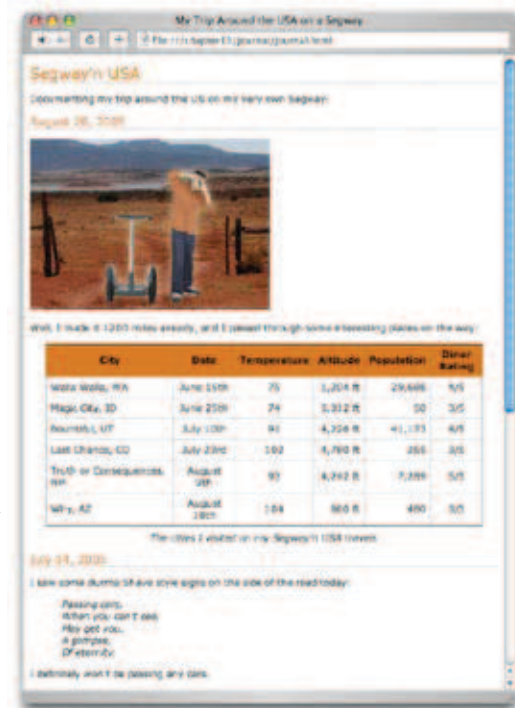 My Trip Around the USA on a Segway
Segway'n USA
Documenting my trip around the US on my very own Segway!
August 20, 2005
Well, I made it 1200 miles already, and I passed through some interesting places on the way:
City Date Temperature Altitude Population Diner Rating
Walla Walla, WA June 15th 75 1,204 ft 29,686 4/5
Magic City, ID June 25th 74 5,312 ft 50 3/5
Bountiful, UT July 10th 91 4,226 ft 41,173 4/5
Last Chance, CO July 23rd 102 4,780 ft 265 3/5
Truth or Consequences, NM August 9th 93 4,242 ft 7,289 5/5
Why, AZ August 18th 104 860 ft 480 3/5
The cities I visited on my Segway'n USA travels
July 14, 2005
I saw some Burma Shave style signs on the side of the road today:
Passing cars,
When you can't see,
May get you,
A glimpse,
Of eternity.
I definitely won't be passing any cars.